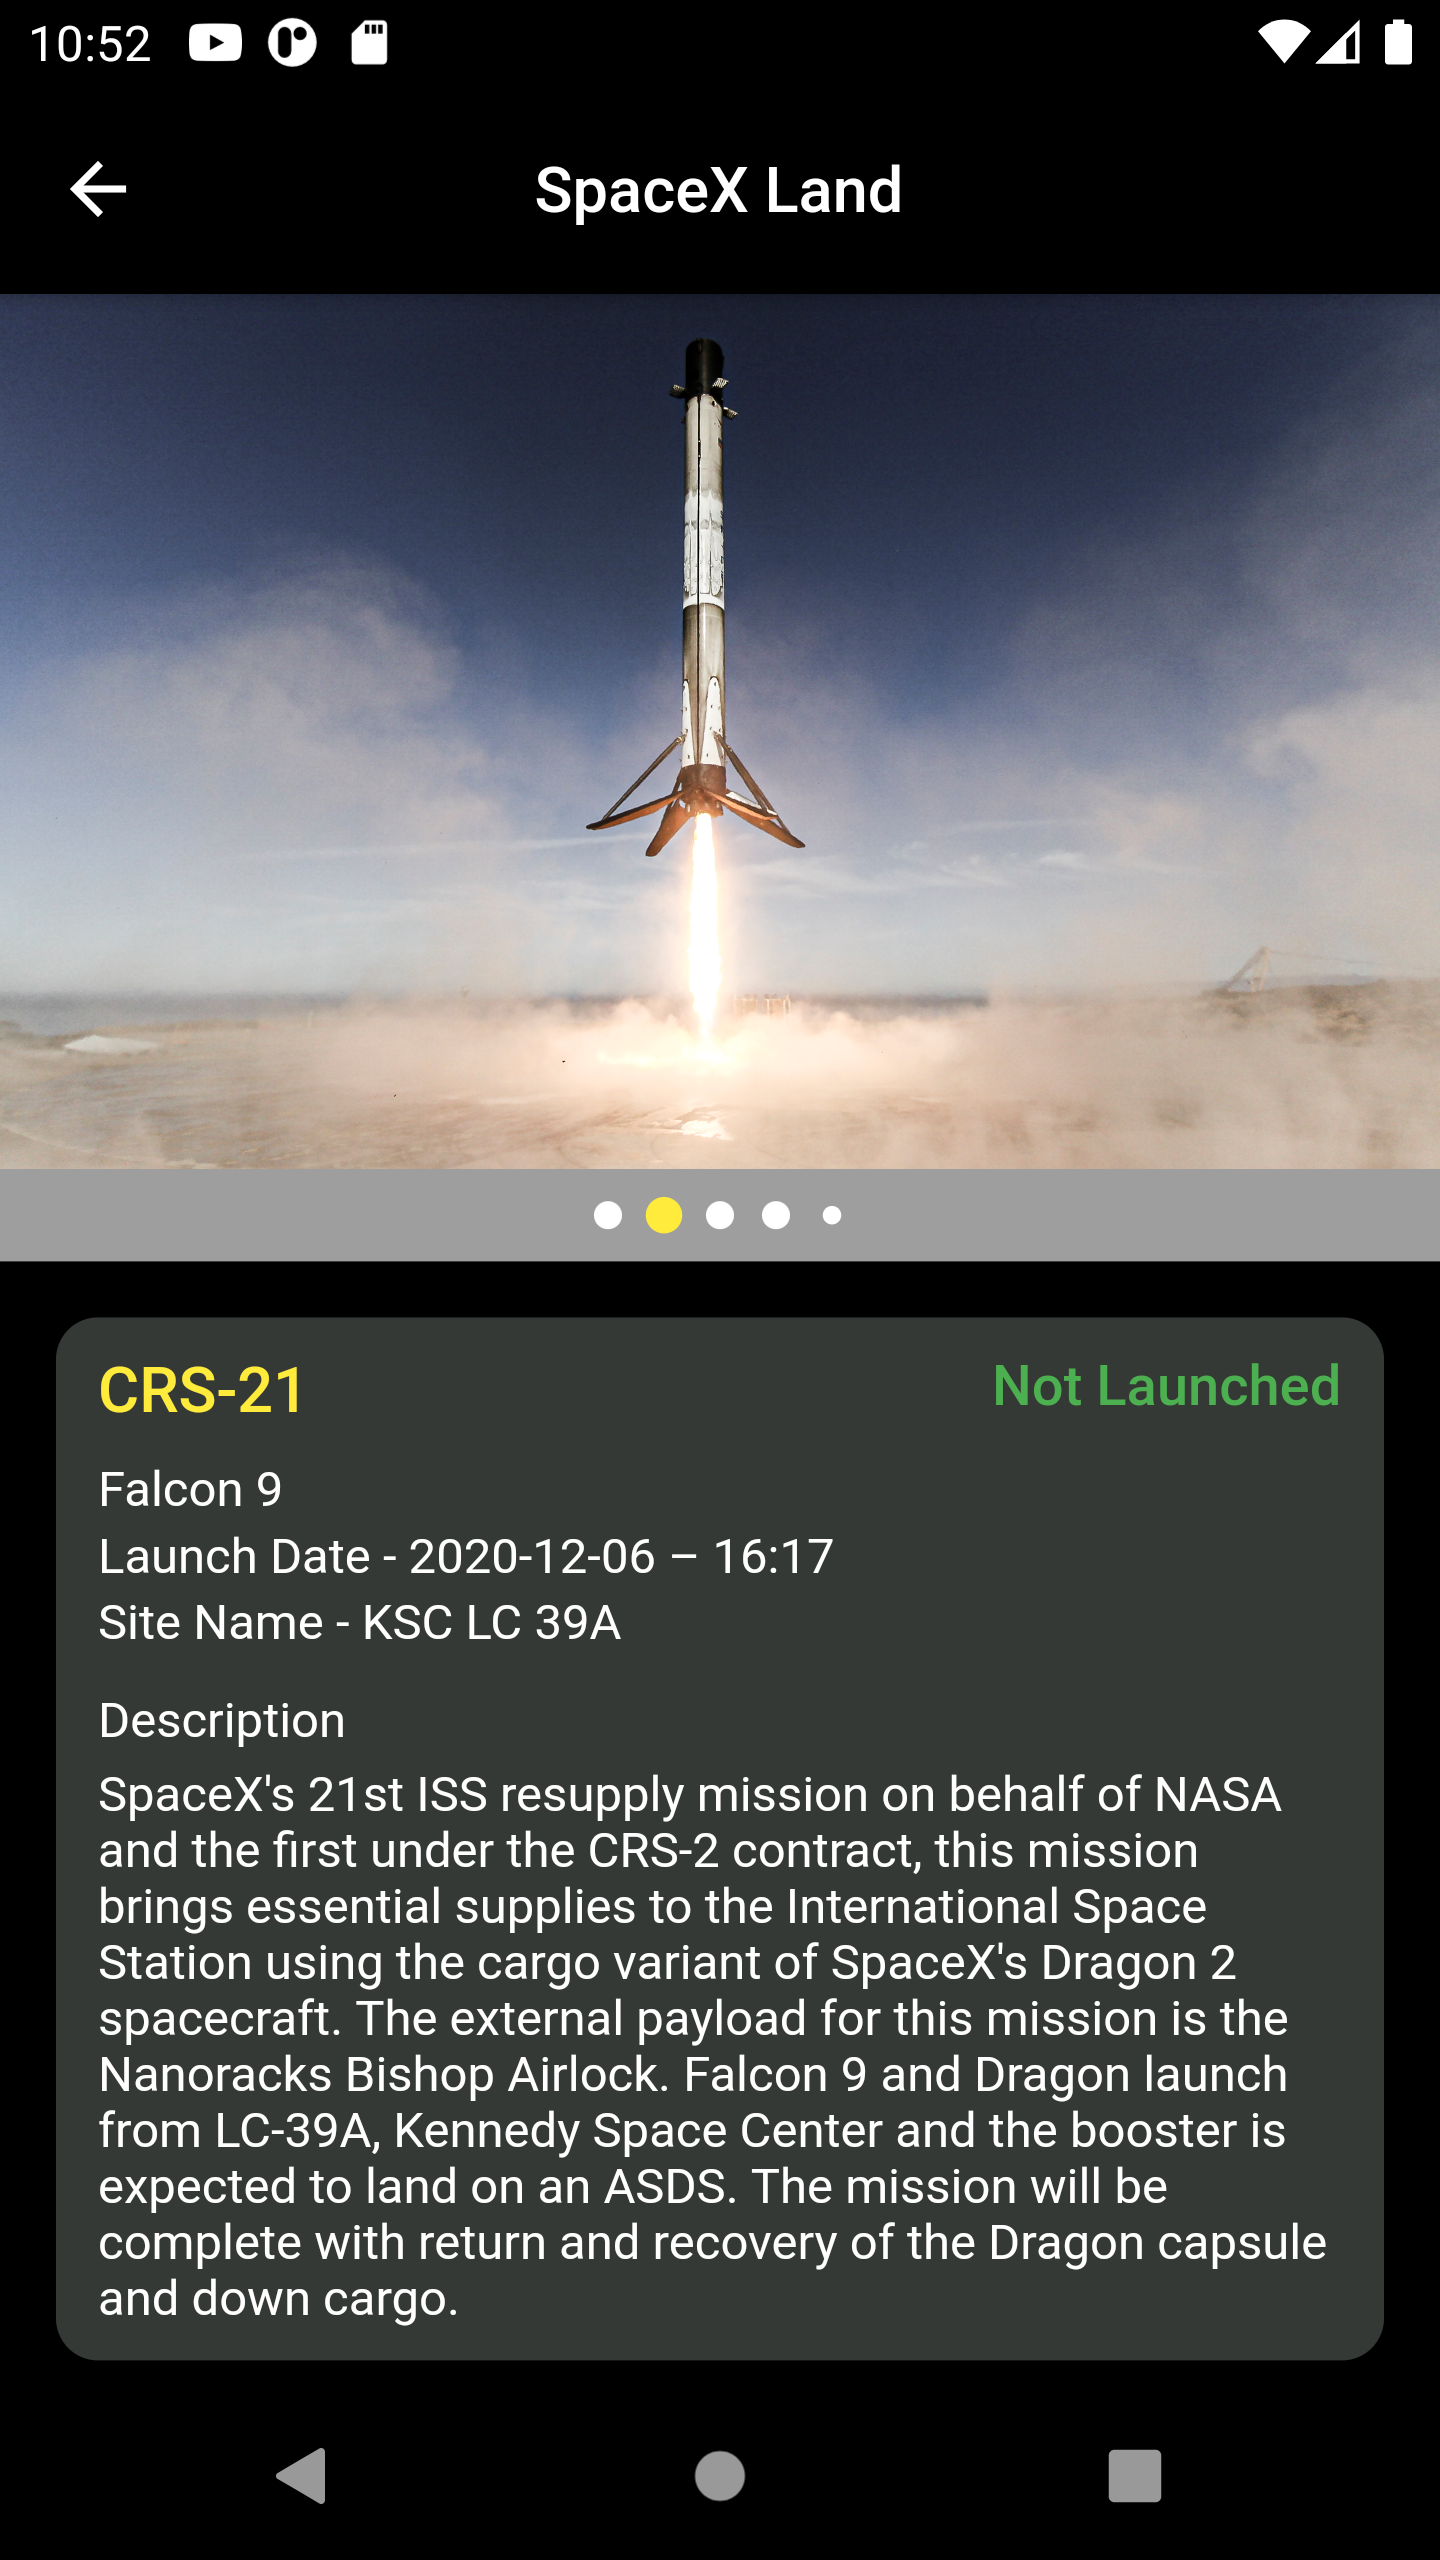 10:52
SpaceX Land
CRS-21
Not Launched
Falcon 9
Launch Date - 2020-12-06 – 16:17
Site Name - KSC LC 39A
Description
SpaceX's 21st ISS resupply mission on behalf of NASA
and the first under the CRS-2 contract, this mission
brings essential supplies to the International Space
Station using the cargo variant of SpaceX's Dragon 2
spacecraft. The external payload for this mission is the
Nanoracks Bishop Airlock. Falcon 9 and Dragon launch
from LC-39A, Kennedy Space Center and the booster is
expected to land on an ASDS. The mission will be
complete with return and recovery of the Dragon capsule
and down cargo.